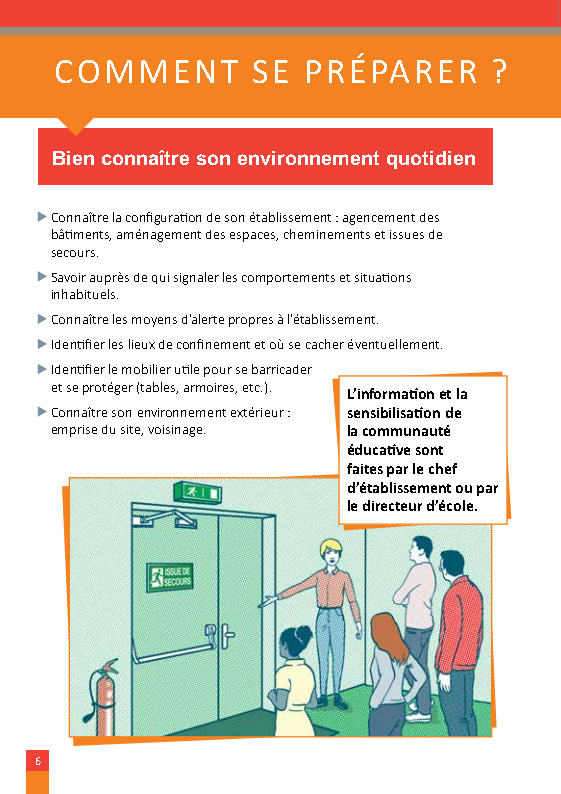 COMMENT SE PRÉPARER ?
Bien connaître son environnement quotidien
Connaître la configuration de son établissement : agencement des
bâtiments, aménagement des espaces, cheminements et issues de
secours.
Savoir auprès de qui signaler les comportements et situations
inhabituels.
Connaître les moyens d'alerte propres à l'établissement.
Identifier les lieux de confinement et où se cacher éventuellement.
Identifier le mobilier utile pour se barricader
et se protéger (tables, armoires, etc.).
Connaître son environnement extérieur :
emprise du site, voisinage.
L'information et la
sensibilisation de
la communauté
éducative sont
faites par le chef
d'établissement ou par
le directeur d'école.
ISSUE DE
SECOURS
6